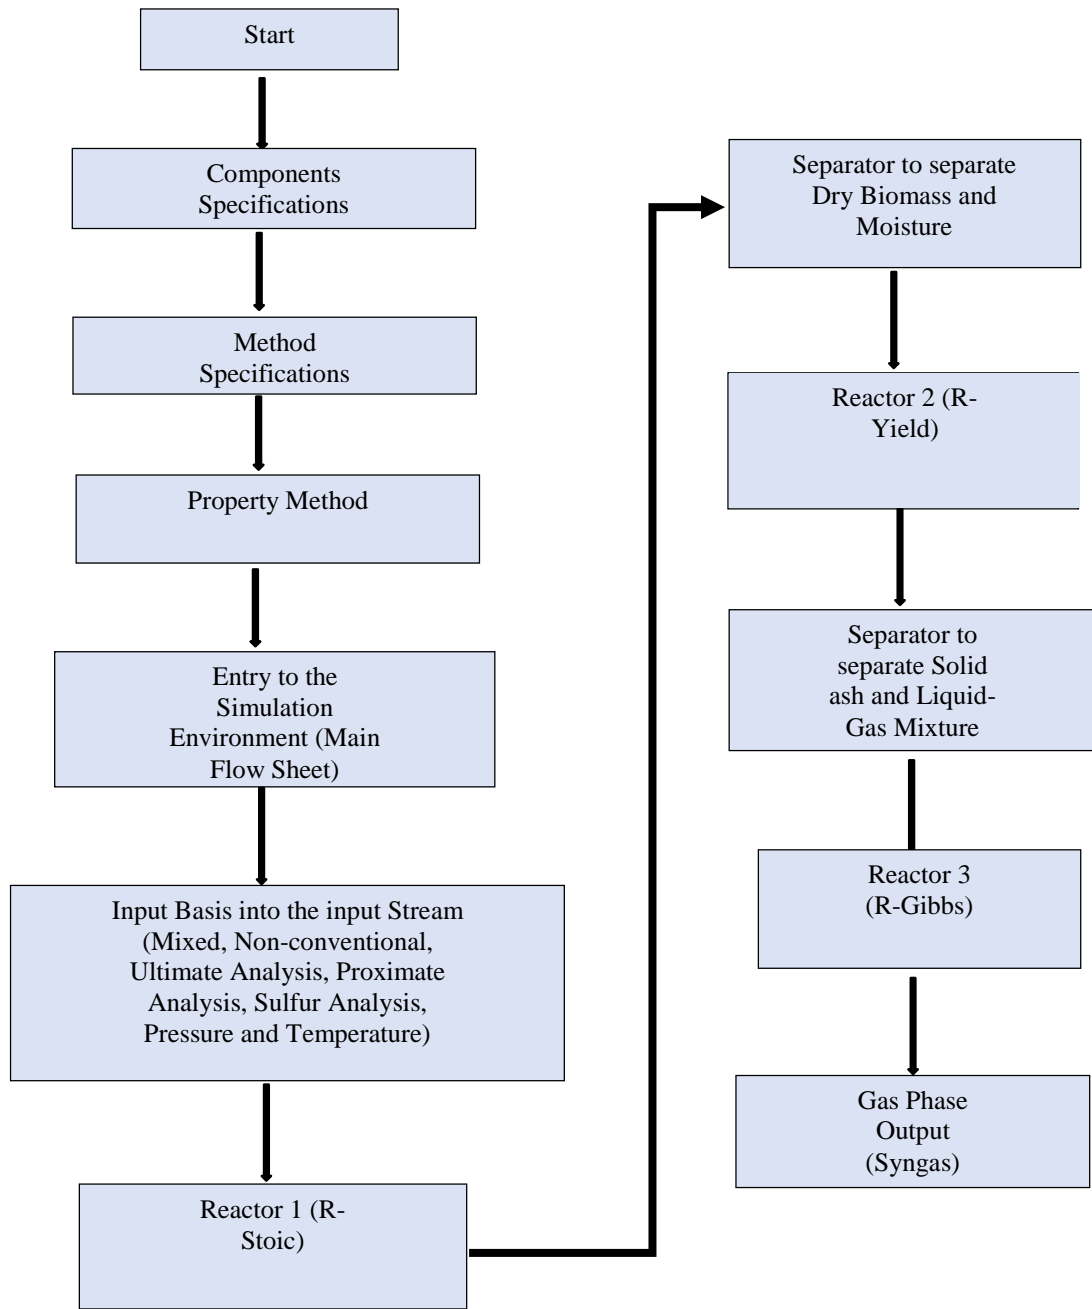 Start
Components
Specifications
Method
Specifications
Property Method
Entry to the
Simulation
Environment (Main
Flow Sheet)
Input Basis into the input Stream
(Mixed, Non-conventional,
Ultimate Analysis, Proximate
Analysis, Sulfur Analysis,
Pressure and Temperature)
Reactor 1 (R-
Stoic)
Separator to separate
Dry Biomass and
Moisture
Reactor 2 (R-
Yield)
Separator to
separate Solid
ash and Liquid-
Gas Mixture
Reactor 3
(R-Gibbs)
Gas Phase
Output
(Syngas)